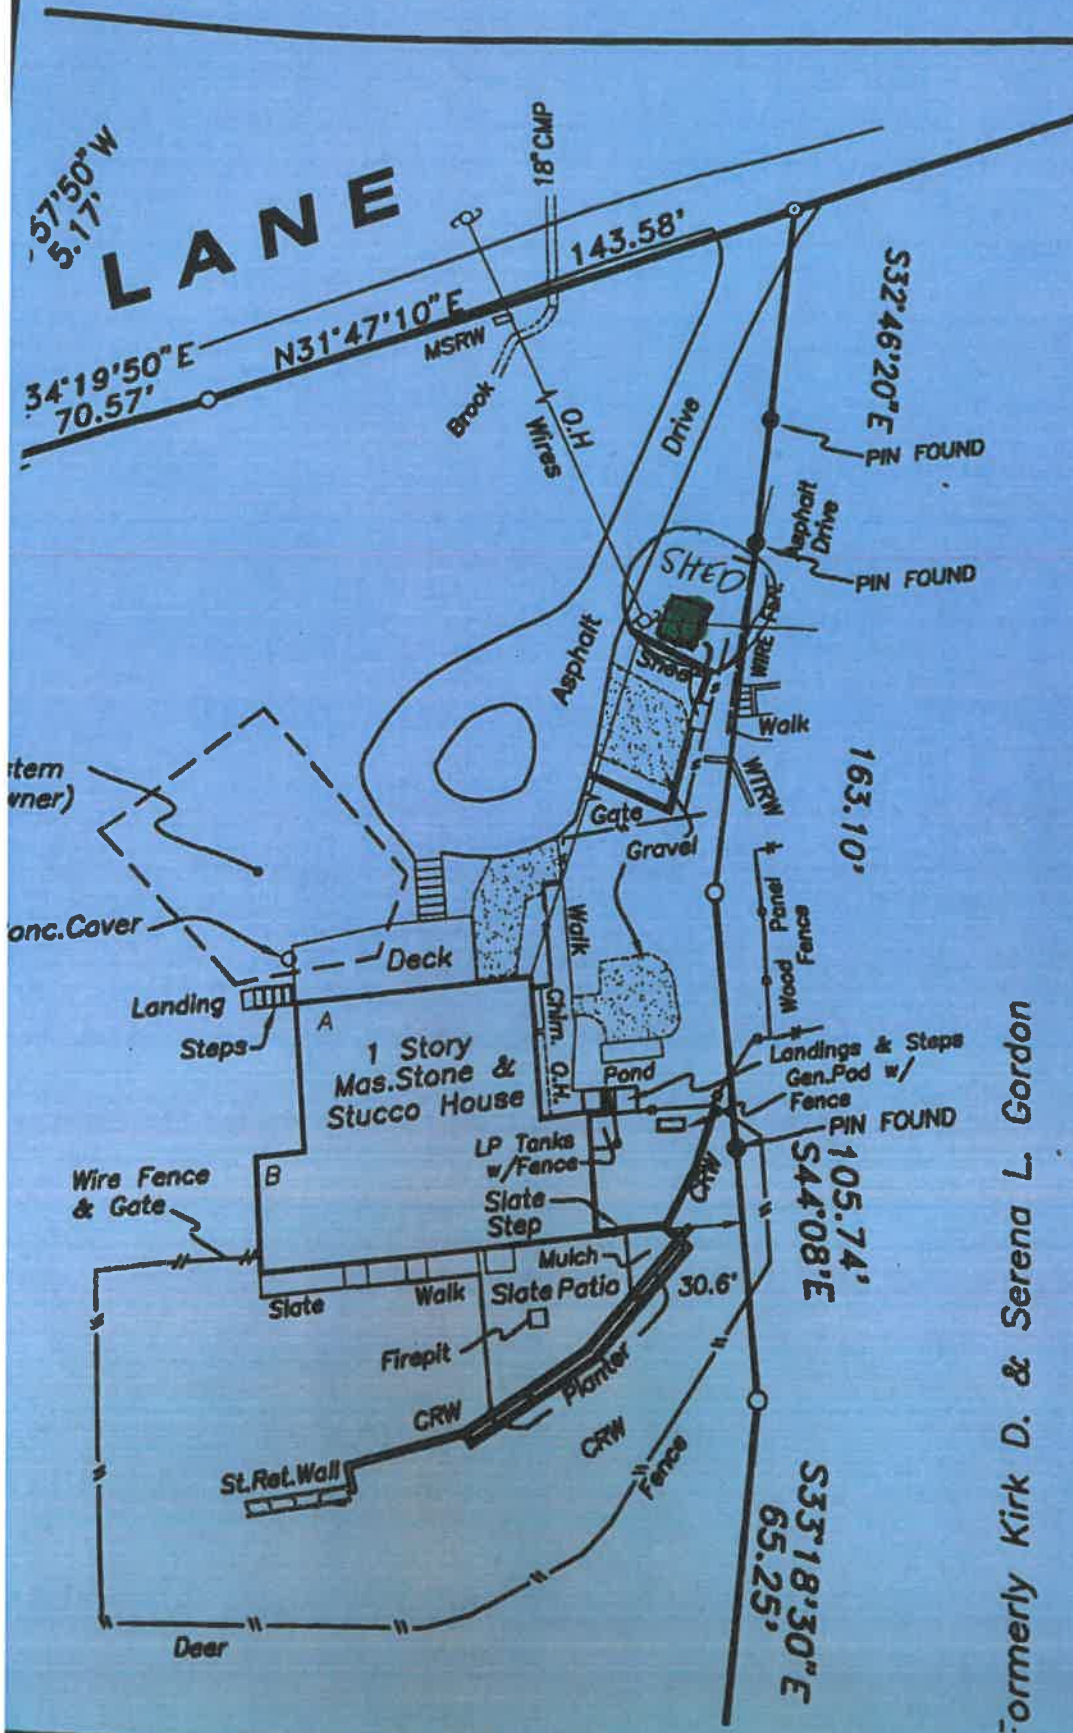 57'50"W
5.17'
LANE
18"CMP
143.58'
N31°47'10"E
34°19'50"E
70.57'
MSRW
Brook
O.H
Wires
Drive
S32°46'20"E
PIN FOUND
Asphalt
Drive
PIN FOUND
SHED
Asphalt
WIRE
Walk
WTRW
163.10'
stem
wner)
Gate
Gravel
onc.Cover
Deck
Walk
Wood Panel
Fence
Landing
Steps
A
1 Story
Mas.Stone &
Stucco House
Chim.
O.H.
Pond
Landings & Steps
Gen.Pad w/
Fence
PIN FOUND
LP Tanks
w/Fence
CRW
105.74'
S44°08'E
B
Wire Fence
& Gate
Slate
Step
Mulch
Slate
Walk
Slate Patio
30.6'
Firepit
Planter
CRW
CRW
Fence
St.Ret.Wall
S33°18'30"E
65.25'
Deer
Formerly Kirk D. & Serena L. Gordon